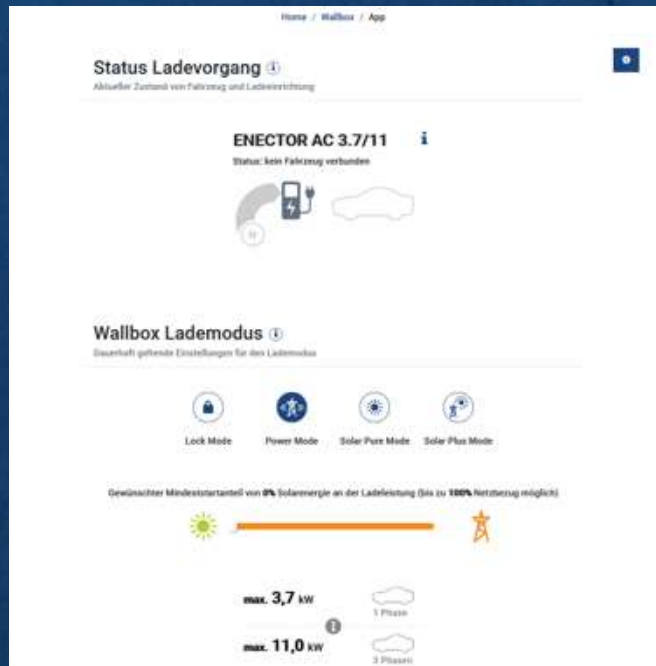 Home / Wallbox / App
Status Ladevorgang
Aktueller Zustand von Fahrzeug und Ladeeinrichtung
ENECTOR AC 3.7/11
Status: kein Fahrzeug verbunden
Wallbox Lademodus
Dauerhaft geltende Einstellungen für den Lademodus
Lock Mode
Power Mode
Solar Pure Mode
Solar Plus Mode
Gewünschter Mindeststartanteil von 0% Solarenergie an der Ladeleistung (bis zu 100% Netzbezug möglich)
max. 3,7 kW
1 Phase
max. 11,0 kW
3 Phasen